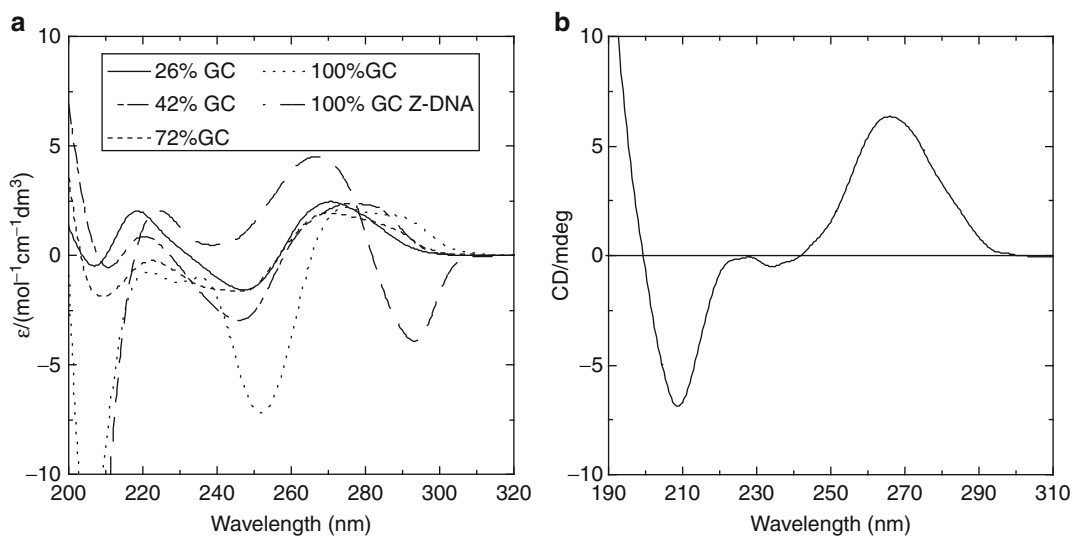 a
10
5
0
−5
−10
ε/(mol⁻¹cm⁻¹dm³)
26% GC
100%GC
42% GC
100% GC Z-DNA
72%GC
200 220 240 260 280 300 320
Wavelength (nm)
b
10
5
0
−5
−10
CD/mdeg
190 210 230 250 270 290 310
Wavelength (nm)